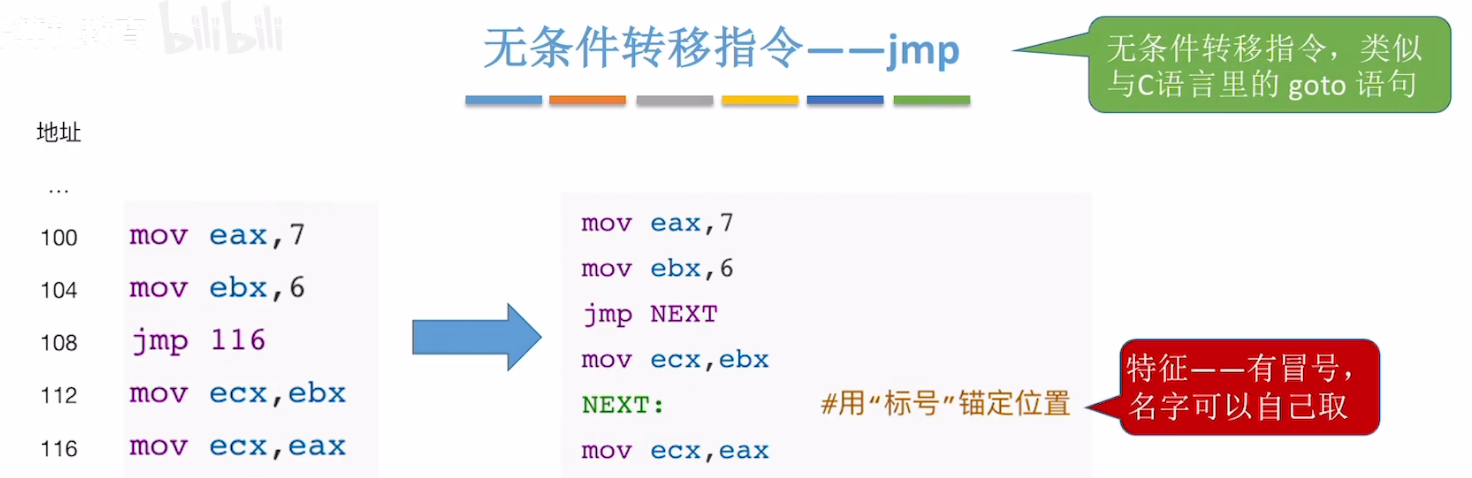 bilibili
无条件转移指令——jmp
无条件转移指令，类似
与C语言里的 goto 语句
地址
...
100 mov eax,7
104 mov ebx,6
108 jmp 116
112 mov ecx,ebx
116 mov ecx,eax
mov eax,7
mov ebx,6
jmp NEXT
mov ecx,ebx
NEXT: #用“标号”锚定位置
mov ecx,eax
特征——有冒号，
名字可以自己取